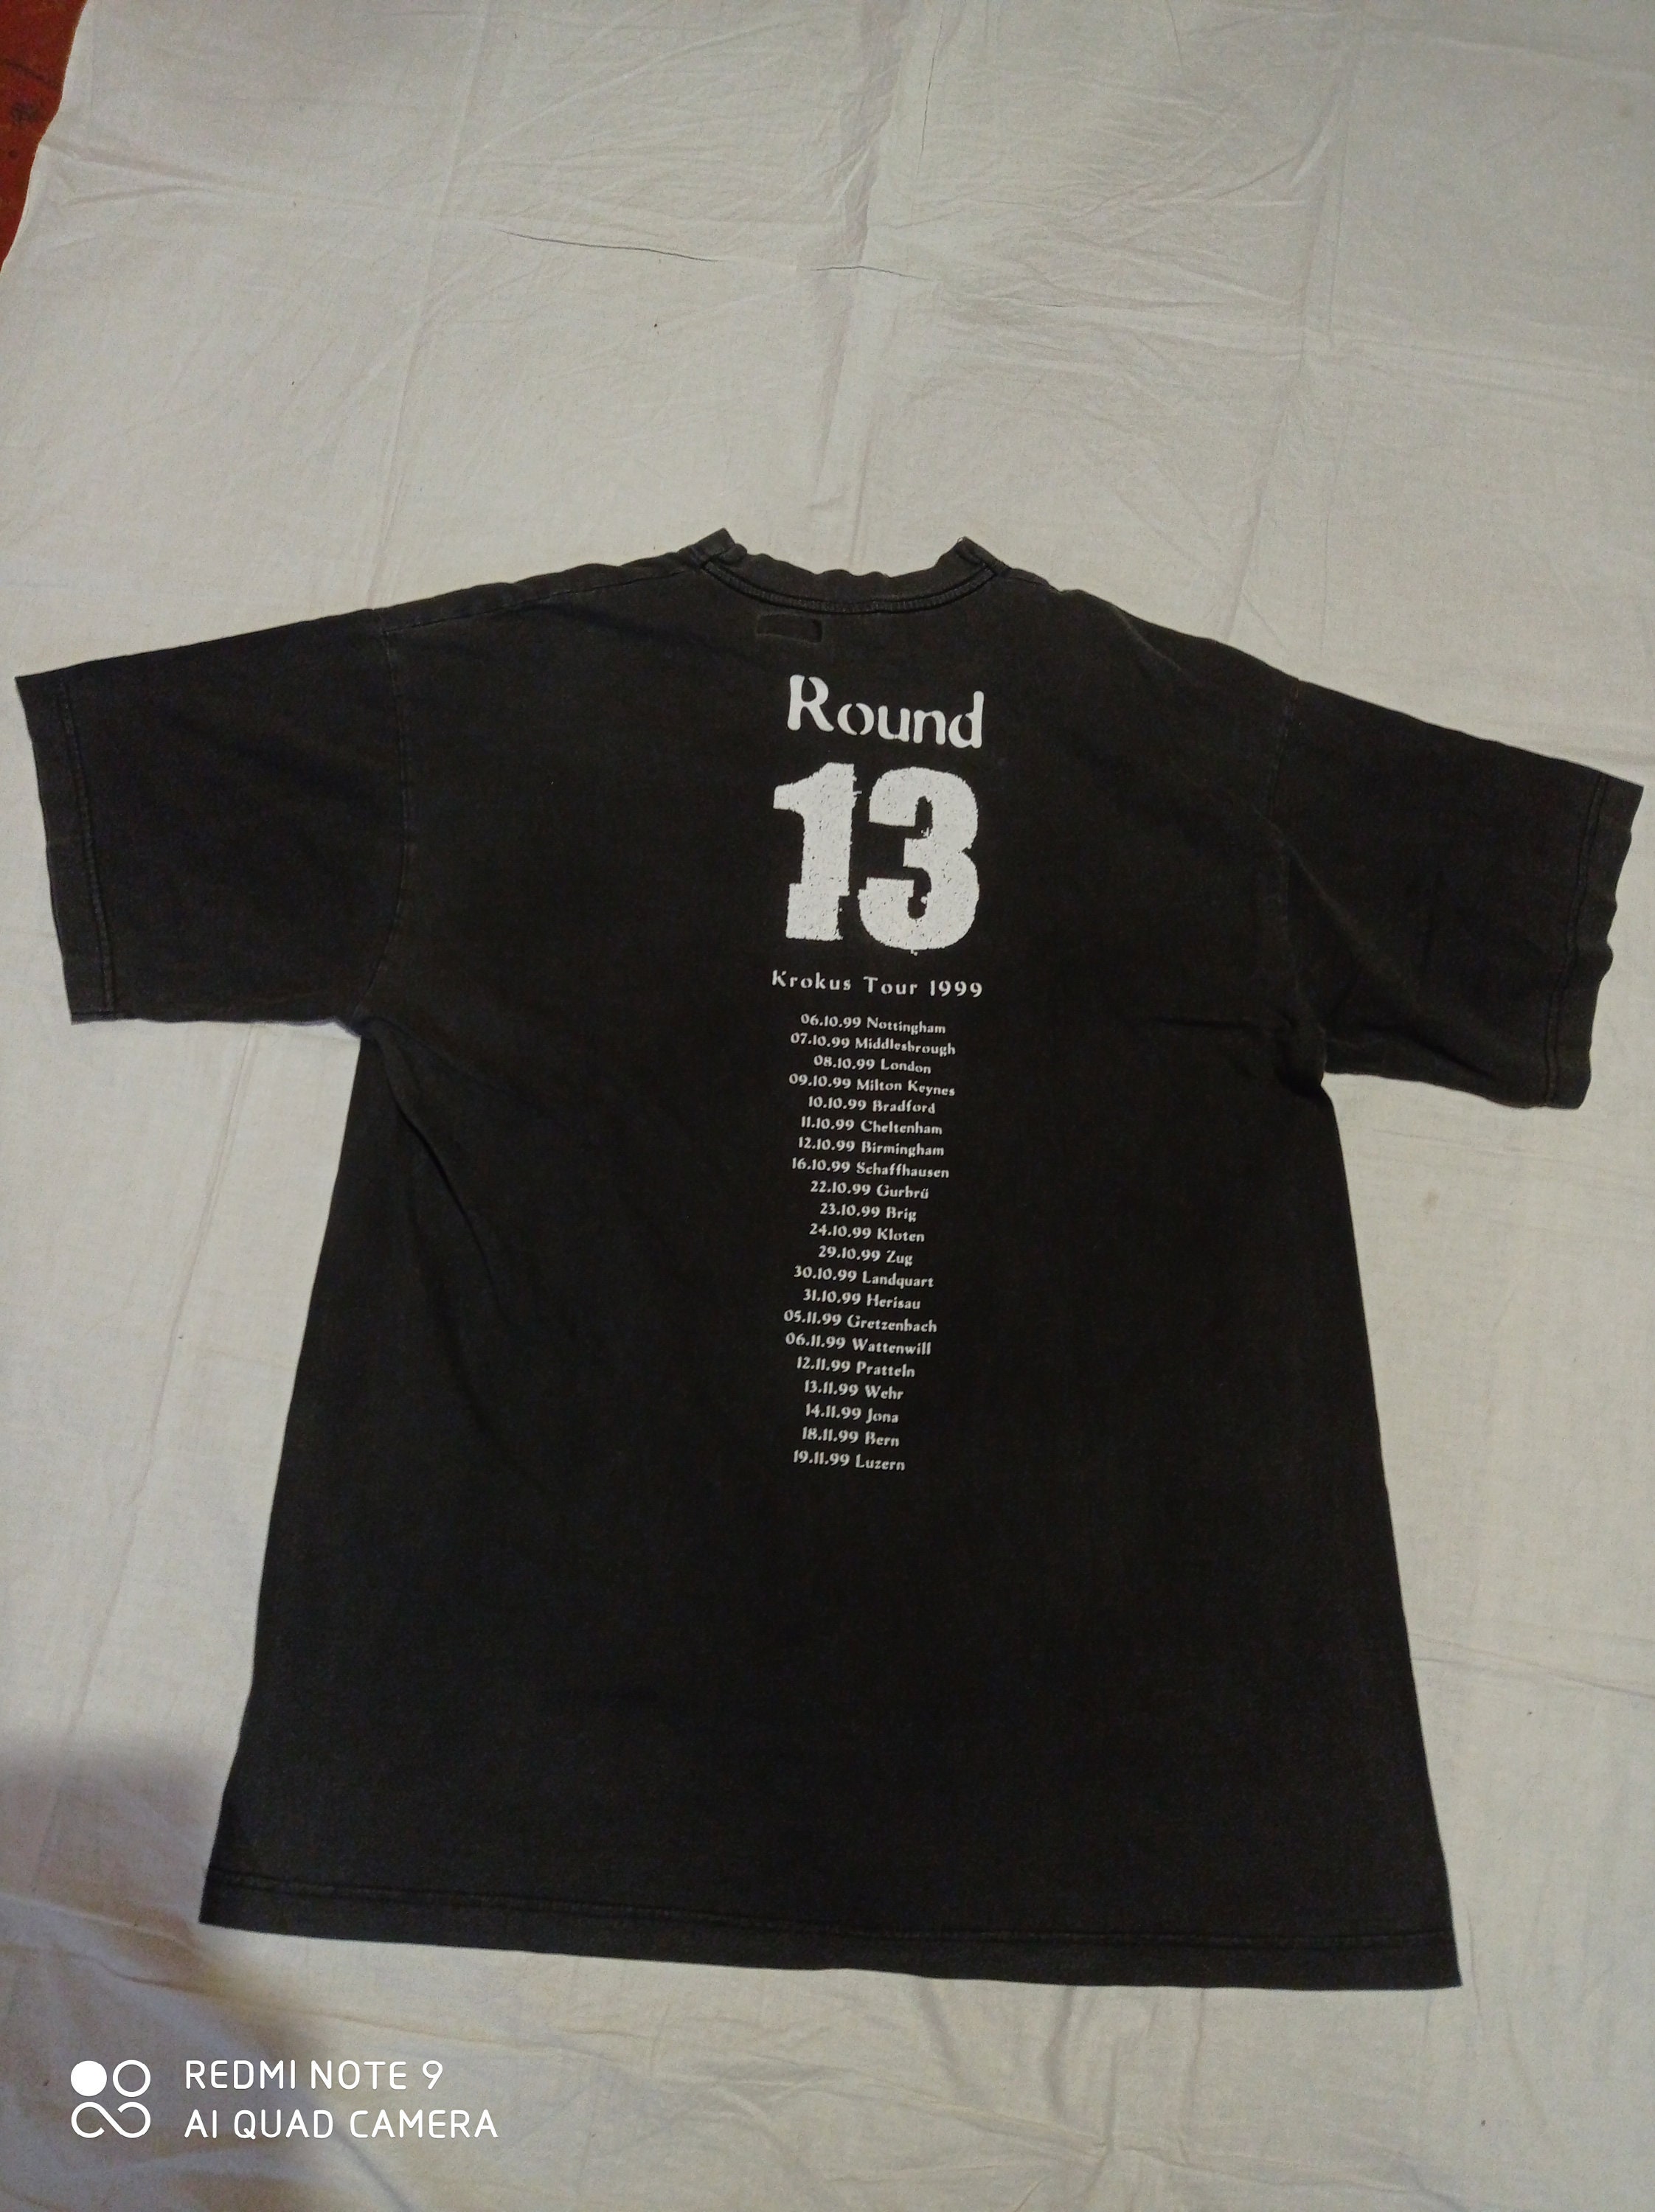 Round
13
Krokus Tour 1999
06.10.99 Nottingham
07.10.99 Middlesbrough
08.10.99 London
09.10.99 Milton Keynes
10.10.99 Bradford
11.10.99 Cheltenham
12.10.99 Birmingham
16.10.99 Schaffhausen
22.10.99 Gurbrü
23.10.99 Brig
24.10.99 Kloten
29.10.99 Zug
30.10.99 Landquart
31.10.99 Herisau
05.11.99 Gretzenbach
06.11.99 Wattenwill
12.11.99 Pratteln
13.11.99 Wehr
14.11.99 Jona
18.11.99 Bern
19.11.99 Luzern
REDMI NOTE 9
AI QUAD CAMERA